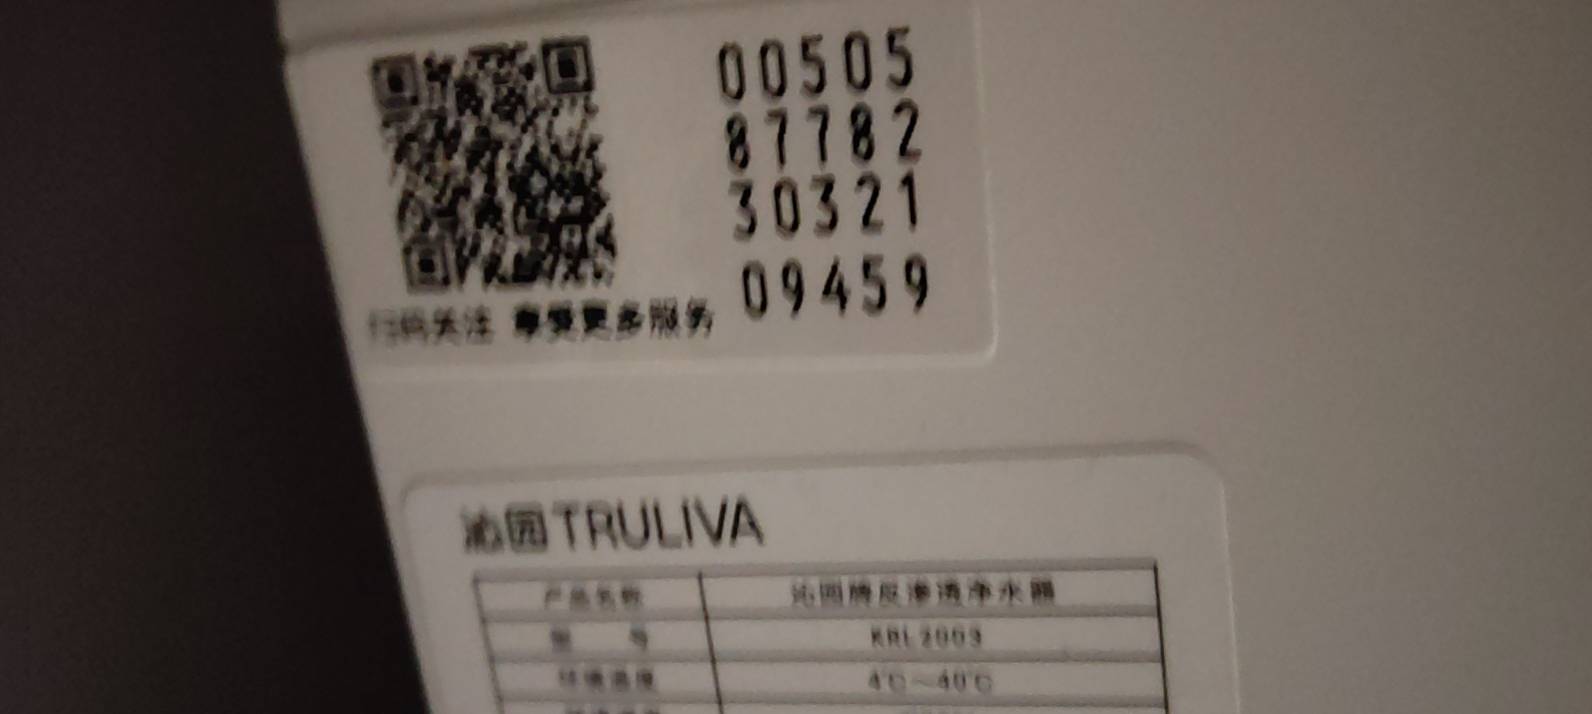 00505
87782
30321
09459
扫码关注 享受更多服务
沁园TRULIVA
产品名称 沁园牌反渗透净水器
型 号 KRL2003
环境温度 4℃~40℃